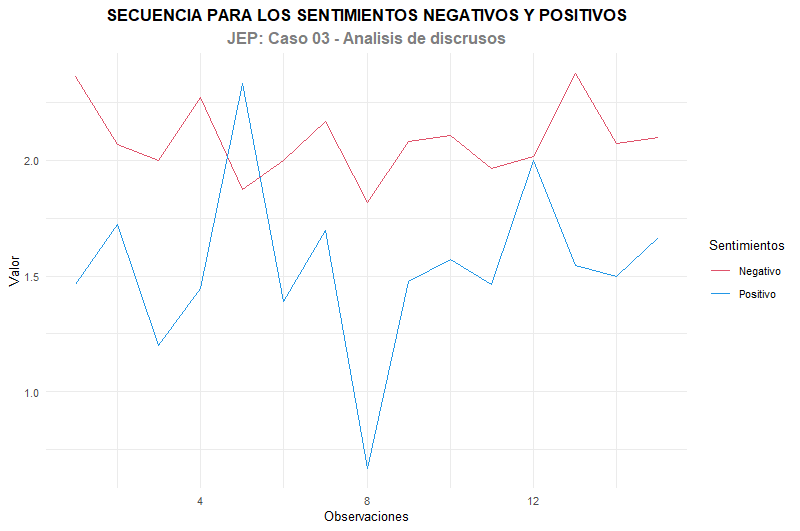 SECUENCIA PARA LOS SENTIMIENTOS NEGATIVOS Y POSITIVOS
JEP: Caso 03 - Analisis de discrusos
Valor
2.0
1.5
1.0
4
8
12
Observaciones
Sentimientos
Negativo
Positivo